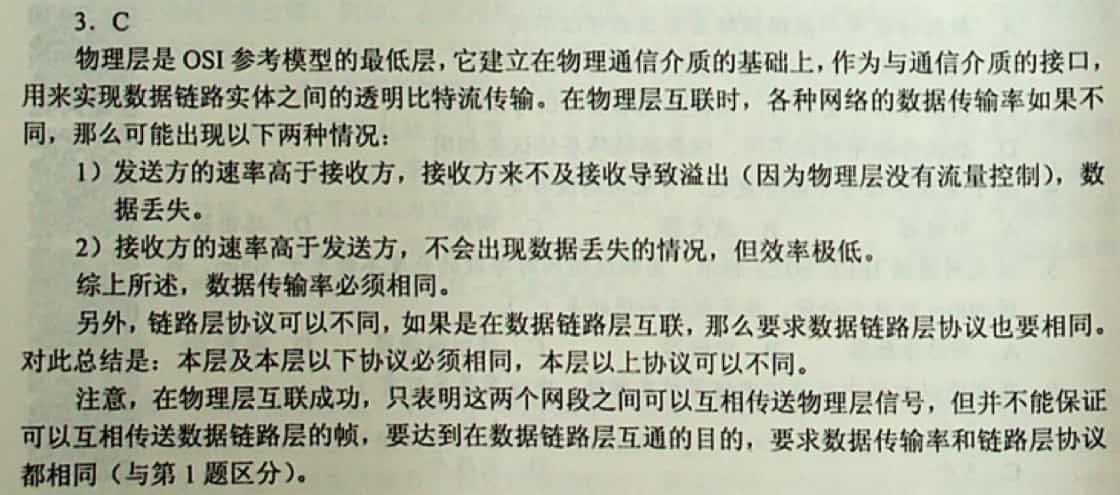 3. C
物理层是 OSI 参考模型的最低层，它建立在物理通信介质的基础上，作为与通信介质的接口，
用来实现数据链路实体之间的透明比特流传输。在物理层互联时，各种网络的数据传输率如果不
同，那么可能出现以下两种情况：
1）发送方的速率高于接收方，接收方来不及接收导致溢出（因为物理层没有流量控制），数
据丢失。
2）接收方的速率高于发送方，不会出现数据丢失的情况，但效率极低。
综上所述，数据传输率必须相同。
另外，链路层协议可以不同，如果是在数据链路层互联，那么要求数据链路层协议也要相同。
对此总结是：本层及本层以下协议必须相同，本层以上协议可以不同。
注意，在物理层互联成功，只表明这两个网段之间可以互相传送物理层信号，但并不能保证
可以互相传送数据链路层的帧，要达到在数据链路层互通的目的，要求数据传输率和链路层协议
都相同（与第 1 题区分）。